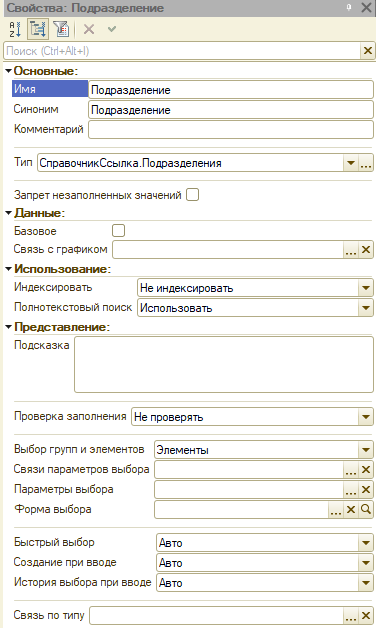 Свойства: Подразделение
Поиск (Ctrl+Alt+I)
Основные:
Имя Подразделение
Синоним Подразделение
Комментарий
Тип СправочникСсылка.Подразделения
Запрет незаполненных значений
Данные:
Базовое
Связь с графиком
Использование:
Индексировать Не индексировать
Полнотекстовый поиск Использовать
Представление:
Подсказка
Проверка заполнения Не проверять
Выбор групп и элементов Элементы
Связи параметров выбора
Параметры выбора
Форма выбора
Быстрый выбор Авто
Создание при вводе Авто
История выбора при вводе Авто
Связь по типу